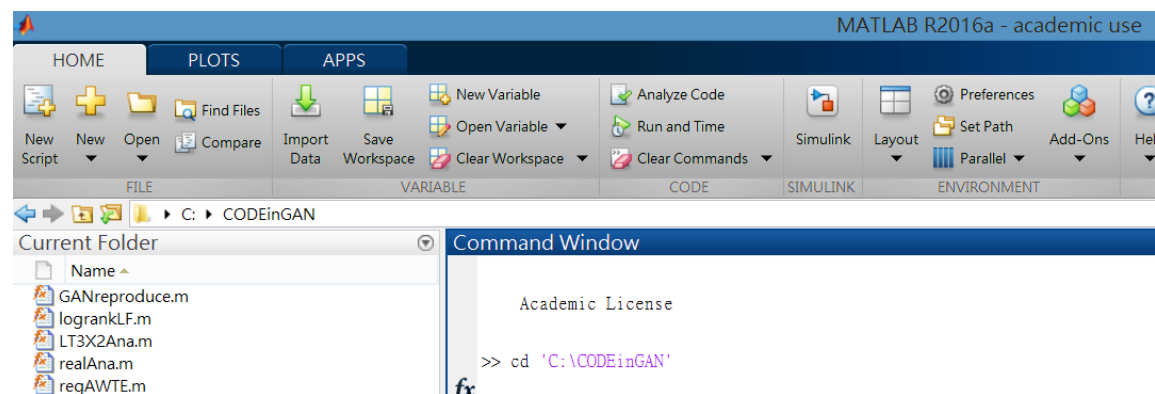 MATLAB R2016a - academic use
HOME PLOTS APPS
New Script
New
Open
Find Files
Compare
Import Data
Save Workspace
New Variable
Open Variable
Clear Workspace
Analyze Code
Run and Time
Clear Commands
Simulink
Layout
Preferences
Set Path
Parallel
Add-Ons
FILE VARIABLE CODE SIMULINK ENVIRONMENT
C: CODEinGAN
Current Folder
Name
GANreproduce.m
logrankLF.m
LT3X2Ana.m
realAna.m
regAWTE.m
Command Window
Academic License
>> cd 'C:\CODEinGAN'
fx